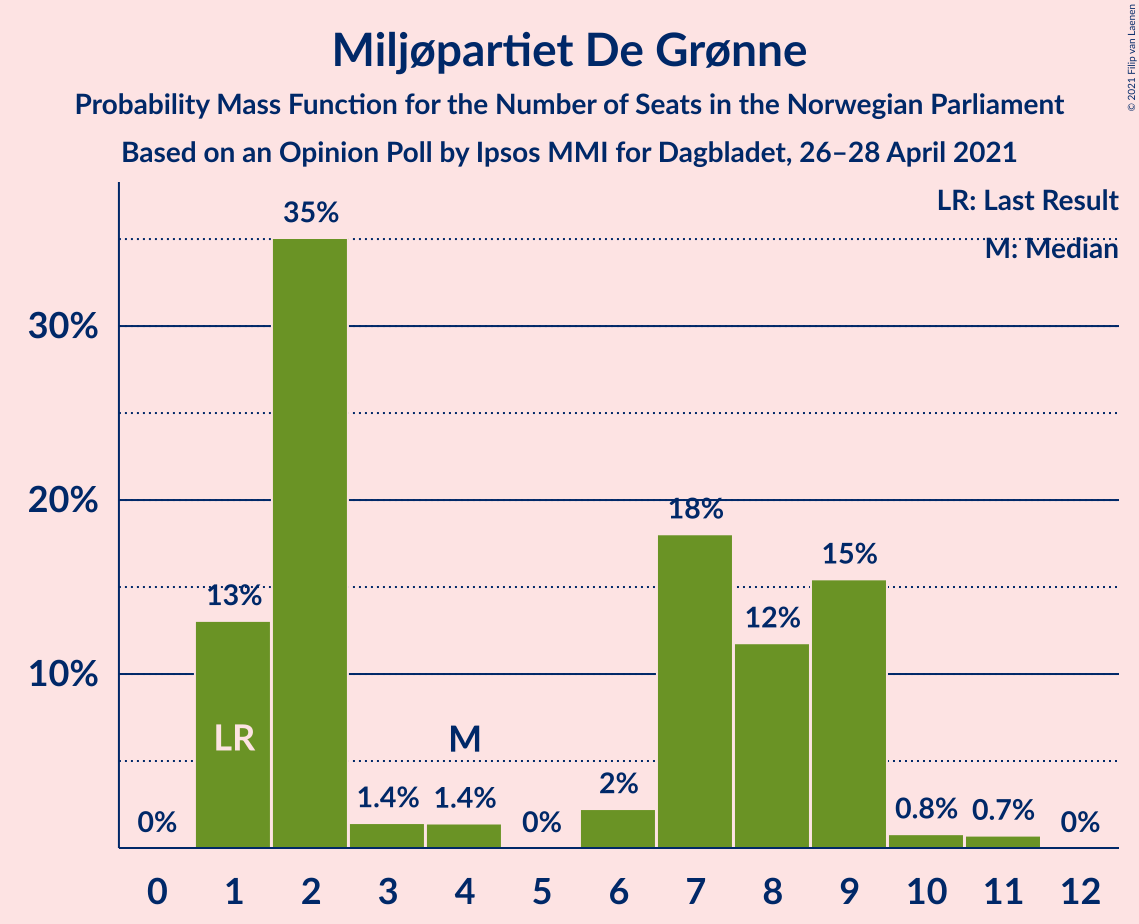 Miljøpartiet De Grønne
Probability Mass Function for the Number of Seats in the Norwegian Parliament
Based on an Opinion Poll by Ipsos MMI for Dagbladet, 26–28 April 2021
© 2021 Filip van Laenen
LR: Last Result
M: Median
30%
20%
10%
0%
13%
35%
1.4%
1.4%
0%
2%
18%
12%
15%
0.8%
0.7%
0%
LR
M
0 1 2 3 4 5 6 7 8 9 10 11 12